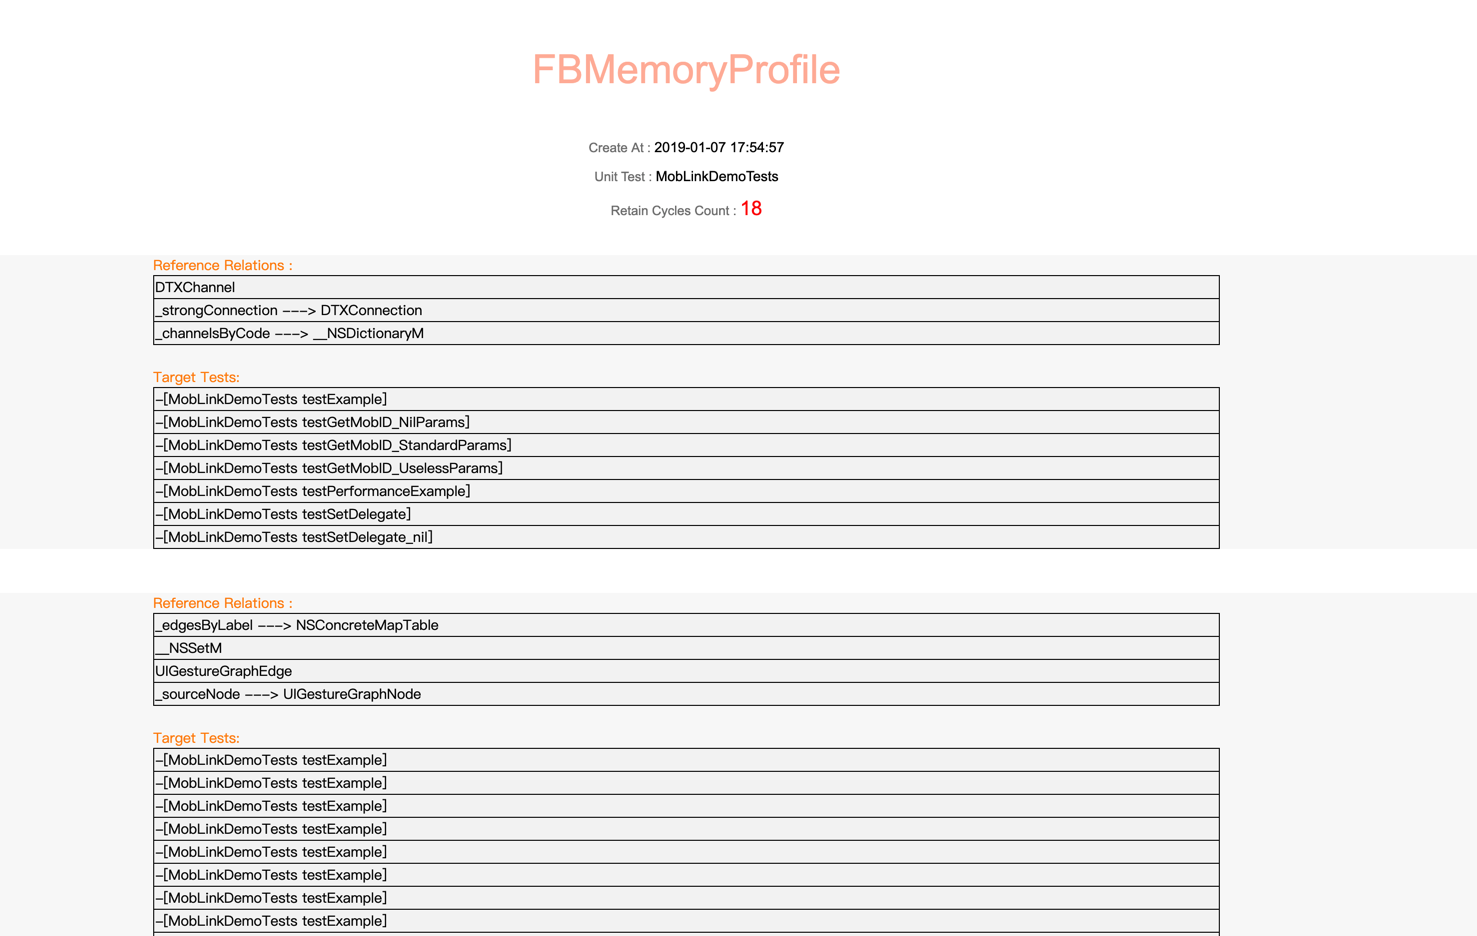 FBMemoryProfile
Create At : 2019-01-07 17:54:57
Unit Test : MobLinkDemoTests
Retain Cycles Count : 18
Reference Relations :
DTXChannel
_strongConnection ---> DTXConnection
_channelsByCode ---> __NSDictionaryM
Target Tests:
-[MobLinkDemoTests testExample]
-[MobLinkDemoTests testGetMobID_NilParams]
-[MobLinkDemoTests testGetMobID_StandardParams]
-[MobLinkDemoTests testGetMobID_UselessParams]
-[MobLinkDemoTests testPerformanceExample]
-[MobLinkDemoTests testSetDelegate]
-[MobLinkDemoTests testSetDelegate_nil]
Reference Relations :
_edgesByLabel ---> NSConcreteMapTable
__NSSetM
UIGestureGraphEdge
_sourceNode ---> UIGestureGraphNode
Target Tests:
-[MobLinkDemoTests testExample]
-[MobLinkDemoTests testExample]
-[MobLinkDemoTests testExample]
-[MobLinkDemoTests testExample]
-[MobLinkDemoTests testExample]
-[MobLinkDemoTests testExample]
-[MobLinkDemoTests testExample]
-[MobLinkDemoTests testExample]